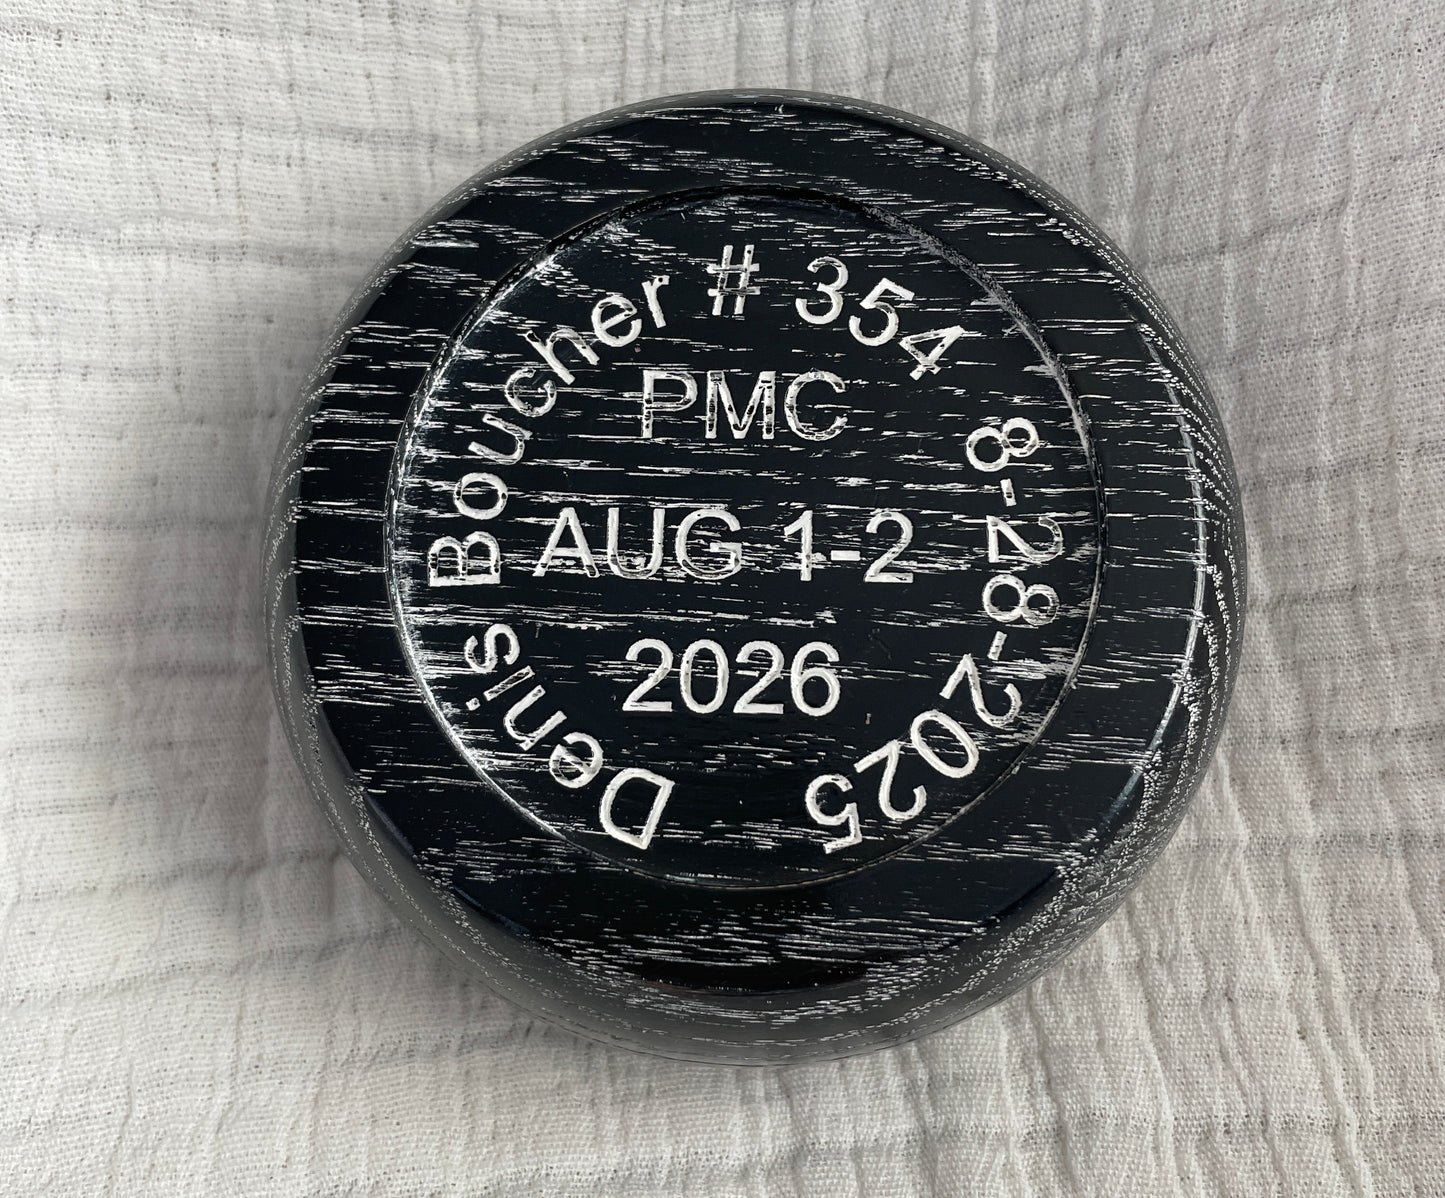 Denis Boucher # 354 8-28-2025
PMC
AUG 1-2
2026